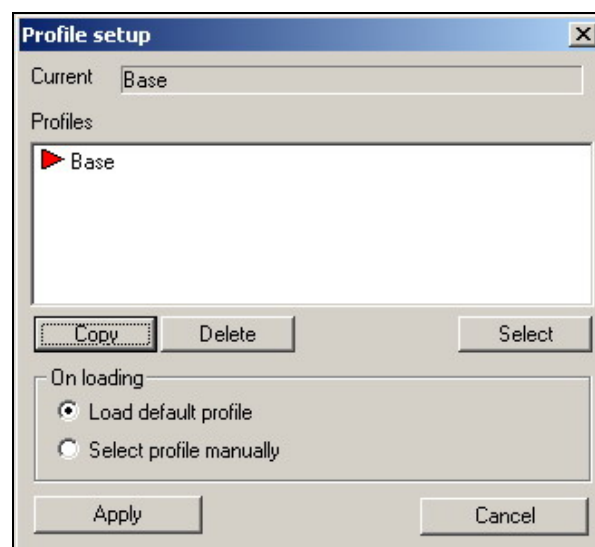 Profile setup
Current Base
Profiles
Base
Copy Delete Select
On loading
Load default profile
Select profile manually
Apply Cancel